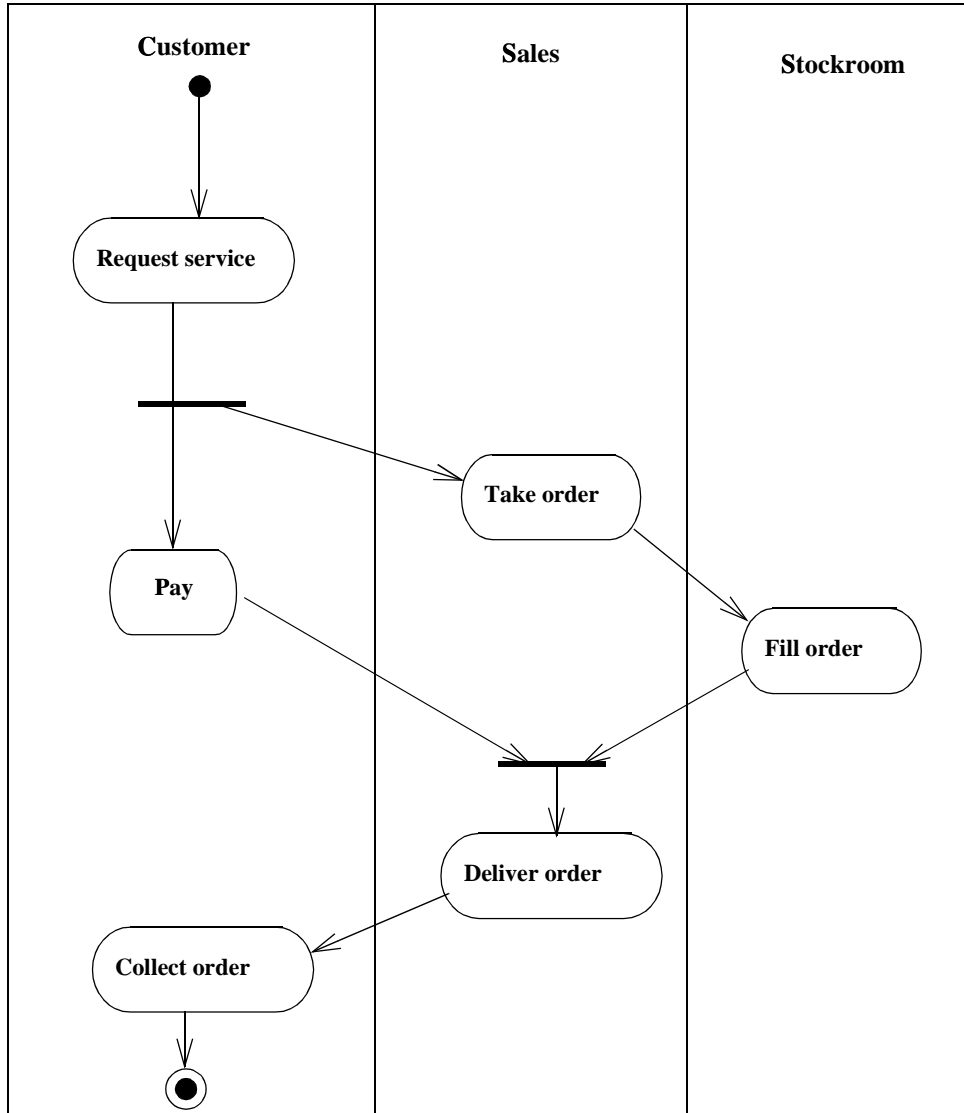 Customer
Sales
Stockroom
Request service
Take order
Pay
Fill order
Deliver order
Collect order